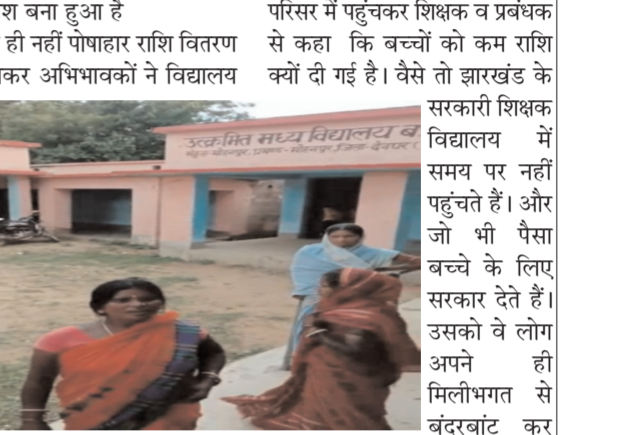 श बना हुआ है
ही नहीं पोषाहार राशि वितरण
कर अभिभावकों ने विद्यालय
परिसर में पहुंचकर शिक्षक व प्रबंधक
से कहा कि बच्चों को कम राशि
क्यों दी गई है। वैसे तो झारखंड के
सरकारी शिक्षक
विद्यालय में
समय पर नहीं
पहुंचते हैं। और
जो भी पैसा
बच्चे के लिए
सरकार देते हैं।
उसको वे लोग
अपने ही
मिलीभगत से
बंदरबांट कर
उत्क्रमित मध्य विद्यालय